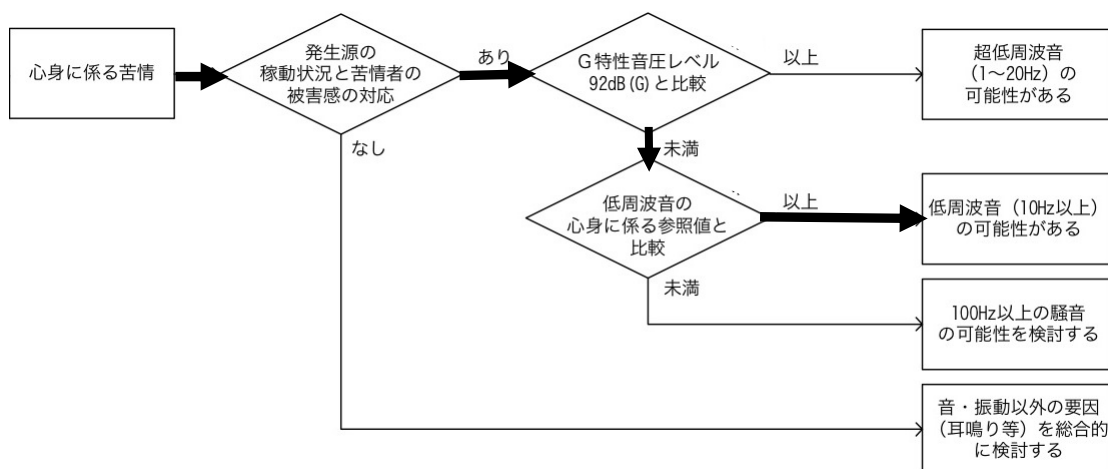 心身に係る苦情
発生源の
稼動状況と苦情者の
被害感の対応
あり
なし
Ｇ特性音圧レベル
92dB(G)と比較
以上
未満
超低周波音
（1～20Hz）の
可能性がある
低周波音の
心身に係る参照値と
比較
以上
未満
低周波音（10Hz以上）
の可能性がある
100Hz以上の騒音
の可能性を検討する
音・振動以外の要因
（耳鳴り等）を総合的
に検討する